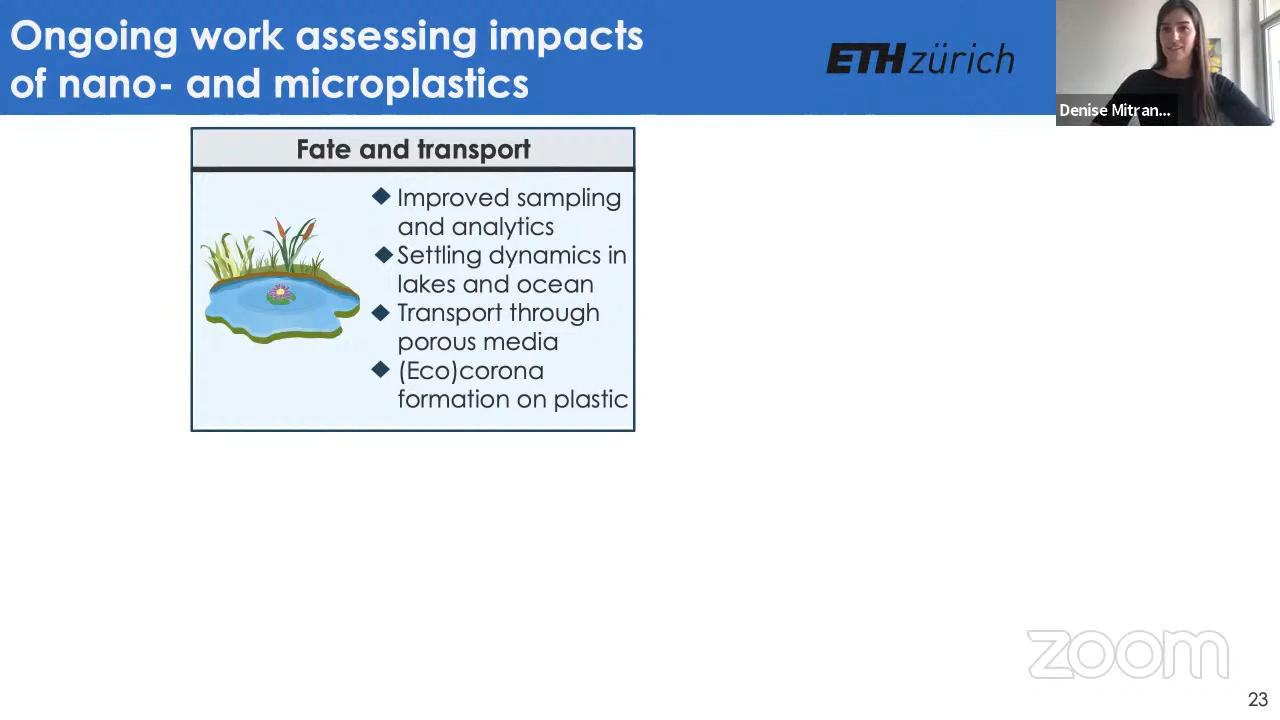 Ongoing work assessing impacts
of nano- and microplastics
ETH zürich
Denise Mitran...
Fate and transport
Improved sampling
and analytics
Settling dynamics in
lakes and ocean
Transport through
porous media
(Eco)corona
formation on plastic
zoom
23